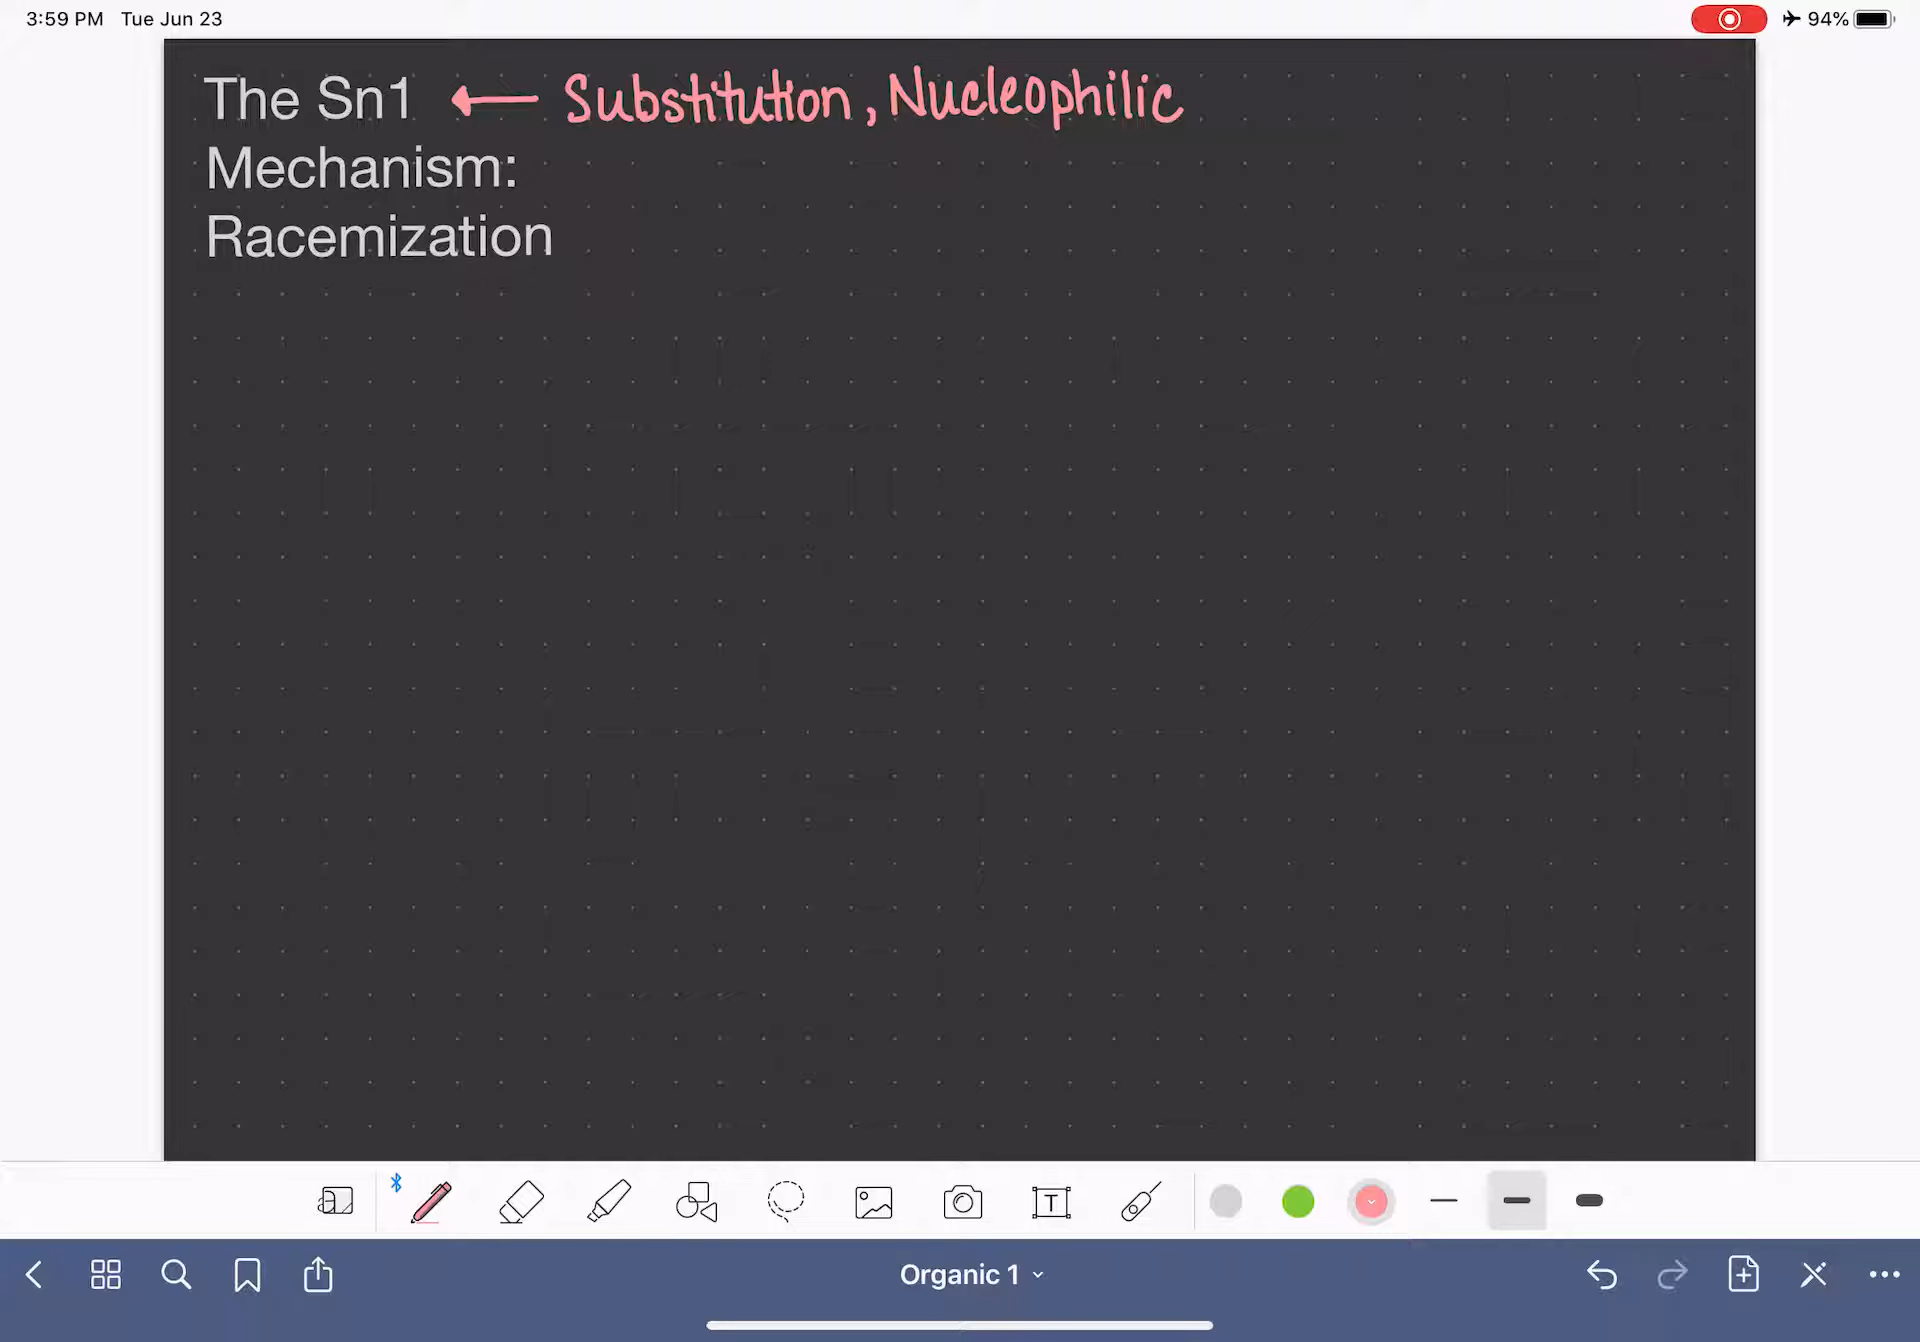 3:59 PM Tue Jun 23
94%
The Sn1 ← Substitution, Nucleophilic
Mechanism:
Racemization
a
T
Organic 1